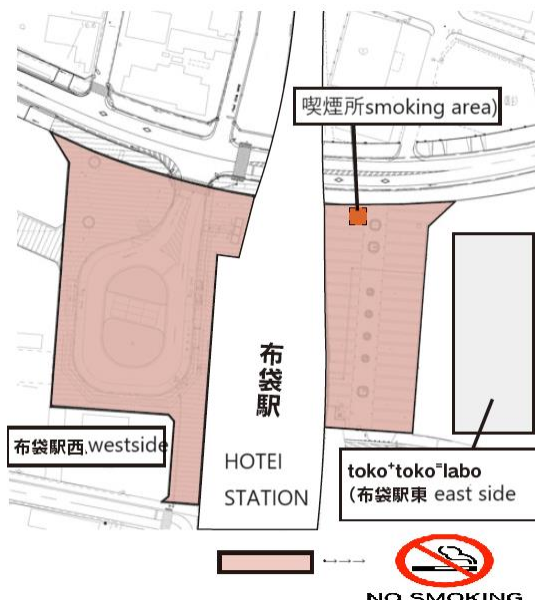 喫煙所smoking area)
布袋駅
布袋駅西,westside
HOTEI
STATION
toko⁺toko⁼labo
(布袋駅東 east side
NO SMOKING